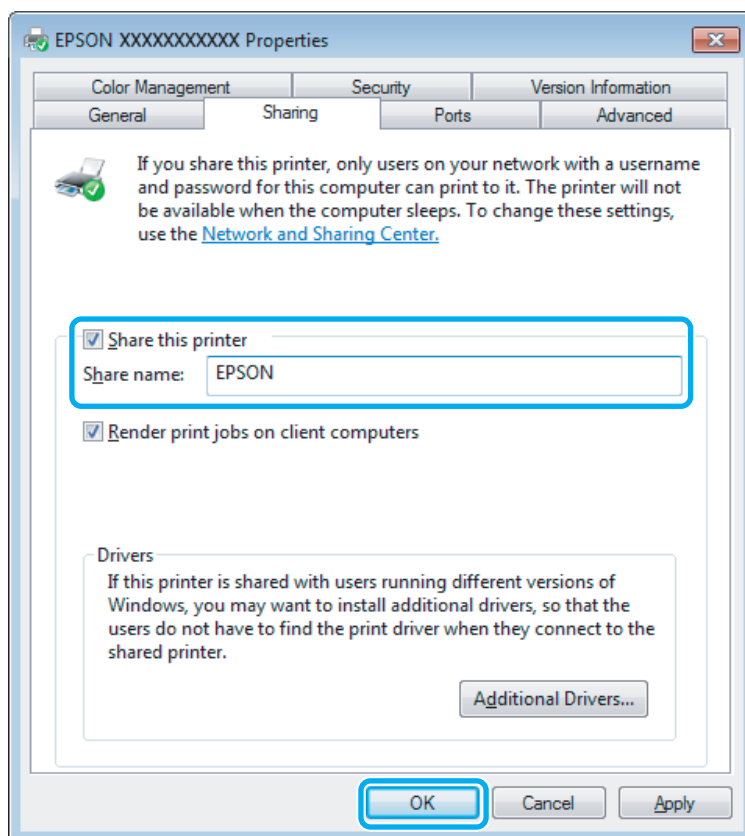 EPSON XXXXXXXXXXX Properties
Color Management Security Version Information
General Sharing Ports Advanced
If you share this printer, only users on your network with a username
and password for this computer can print to it. The printer will not
be available when the computer sleeps. To change these settings,
use the Network and Sharing Center.
Share this printer
Share name: EPSON
Render print jobs on client computers
Drivers
If this printer is shared with users running different versions of
Windows, you may want to install additional drivers, so that the
users do not have to find the print driver when they connect to the
shared printer.
Additional Drivers...
OK Cancel Apply